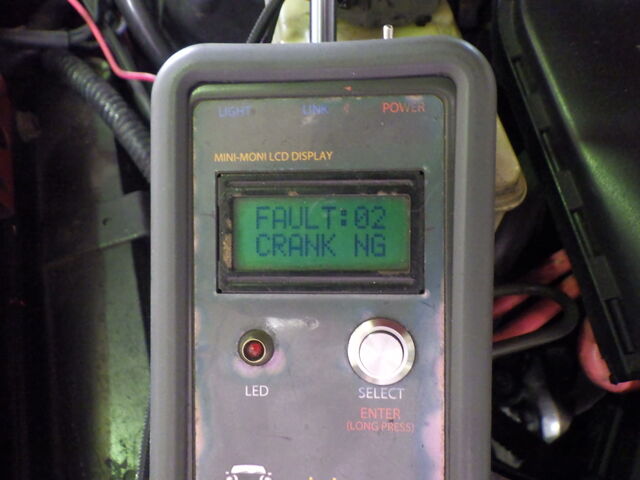 LIGHT LINK POWER
MINI-MONI LCD DISPLAY
FAULT:02
CRANK NG
LED SELECT
ENTER
(LONG PRESS)